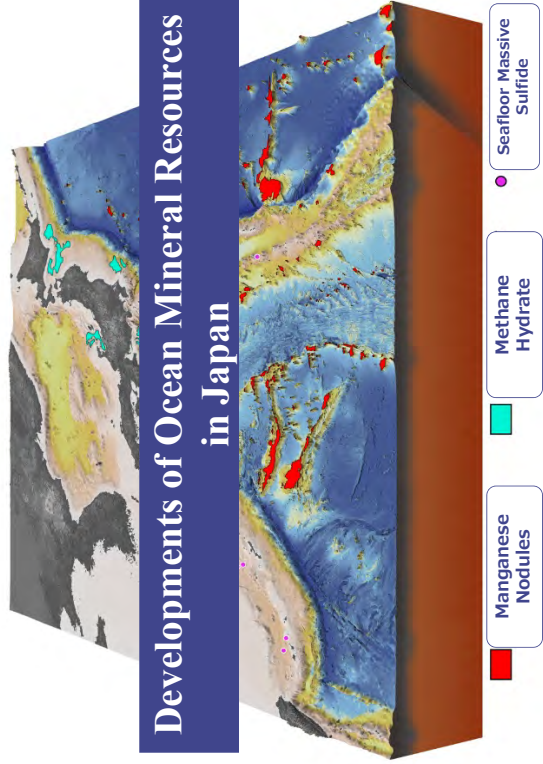 Developments of Ocean Mineral Resources
in Japan
Manganese
Nodules
Methane
Hydrate
Seafloor Massive
Sulfide